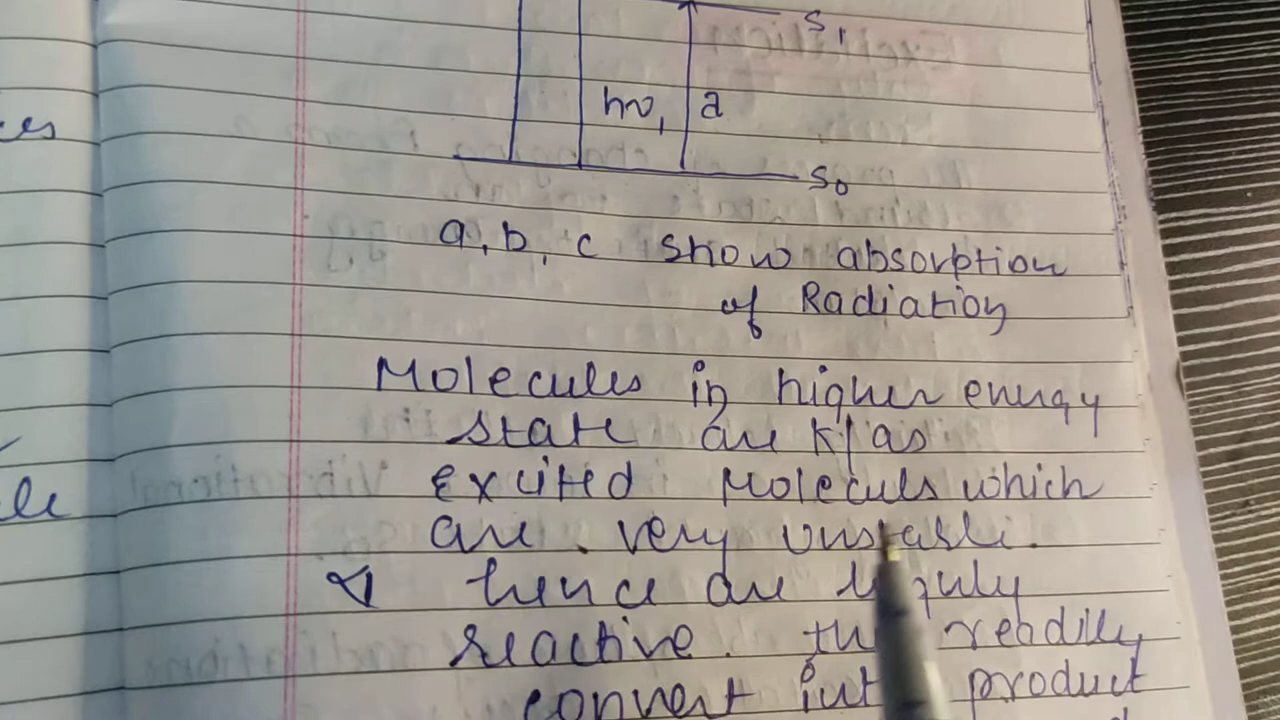 S1
hν1 a
S0
a, b, c show absorption
of Radiation
Molecules in higher energy
state are K/as
excited Molecules which
are very unstable.
& hence are
reactive. readily
convert into product